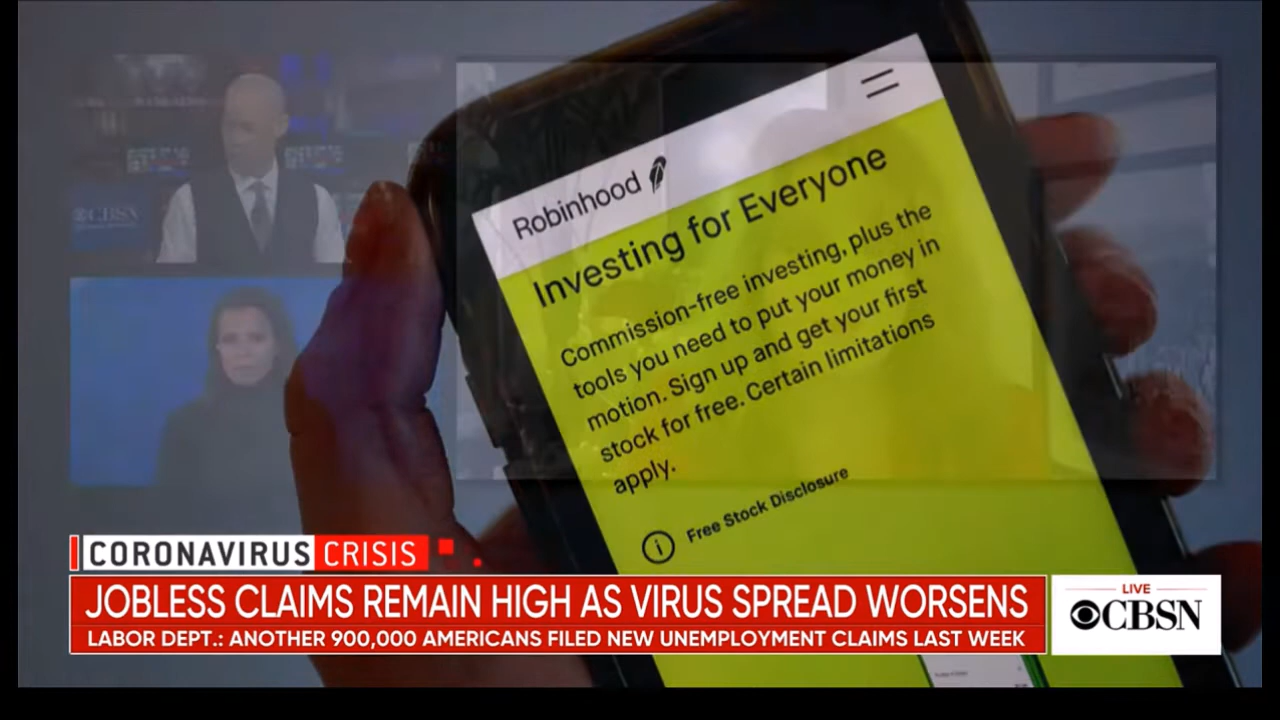 Robinhood
Investing for Everyone
Commission-free investing, plus the
tools you need to put your money in
motion. Sign up and get your first
stock for free. Certain limitations
apply.
Free Stock Disclosure
CBSN
CORONAVIRUS CRISIS
JOBLESS CLAIMS REMAIN HIGH AS VIRUS SPREAD WORSENS
LABOR DEPT.: ANOTHER 900,000 AMERICANS FILED NEW UNEMPLOYMENT CLAIMS LAST WEEK
LIVE
CBSN